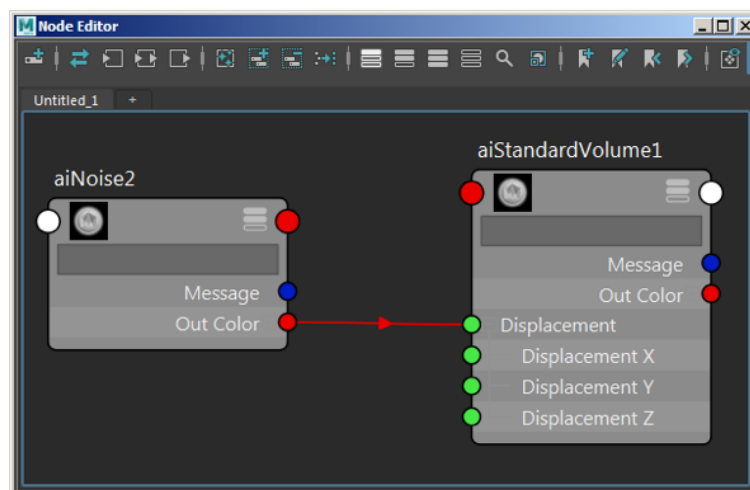 Node Editor
Untitled_1 +
aiNoise2
Message
Out Color
aiStandardVolume1
Message
Out Color
Displacement
Displacement X
Displacement Y
Displacement Z